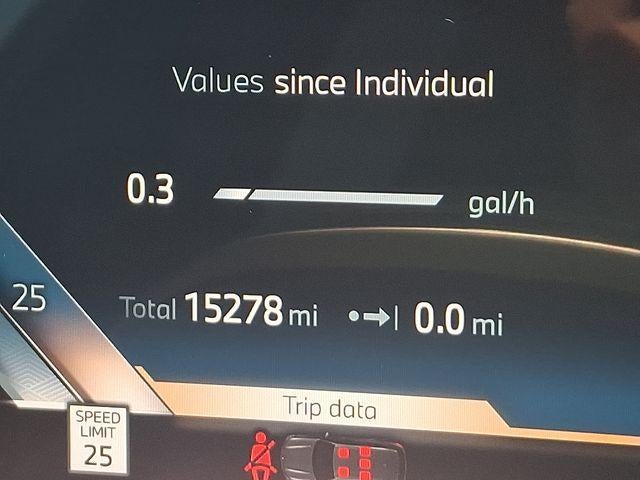 Values since Individual
0.3 gal/h
25
Total 15278 mi 0.0 mi
Trip data
SPEED
LIMIT
25